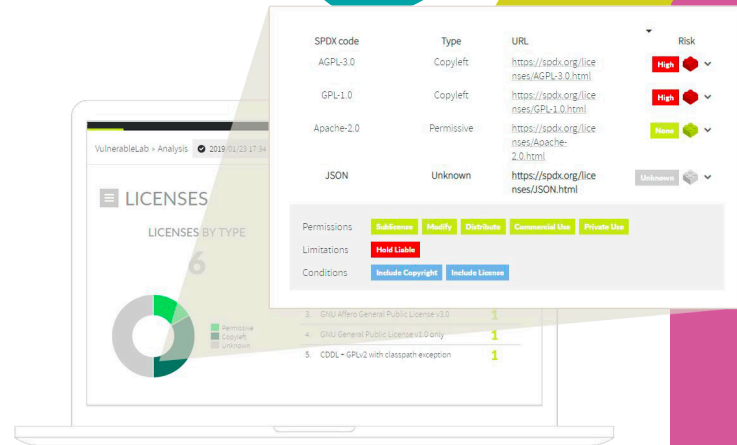 SPDX code Type URL Risk
AGPL-3.0 Copyleft https://spdx.org/lice
nses/AGPL-3.0.html High
GPL-1.0 Copyleft https://spdx.org/lice
nses/GPL-1.0.html High
Apache-2.0 Permissive https://spdx.org/lice
nses/Apache-
2.0.html None
JSON Unknown https://spdx.org/lice
nses/JSON.html Unknown
Permissions Sublicense Modify Distribute Commercial Use Private Use
Limitations Hold Liable
Conditions Include Copyright Include License
VulnerableLab > Analysis 2019/01/23 17:34
LICENSES
LICENSES BY TYPE
6
Permissive
Copyleft
Unknown
3. GNU Affero General Public License v3.0 1
4. GNU General Public License v1.0 only 1
5. CDDL + GPLv2 with classpath exception 1